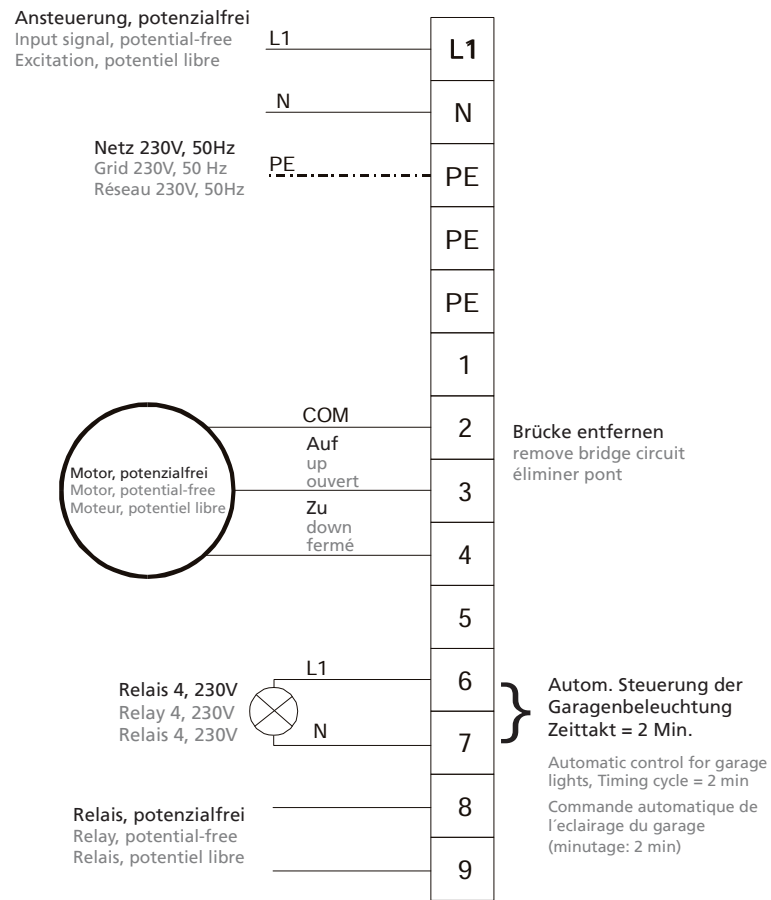 Ansteuerung, potenzialfrei
Input signal, potential-free
Excitation, potentiel libre
L1
L1
N
N
Netz 230V, 50Hz
Grid 230V, 50 Hz
Réseau 230V, 50Hz
PE
PE
PE
PE
1
COM
2
Auf
up
ouvert
3
Zu
down
fermé
4
Motor, potenzialfrei
Motor, potential-free
Moteur, potentiel libre
Brücke entfernen
remove bridge circuit
éliminer pont
5
L1
6
N
7
Relais 4, 230V
Relay 4, 230V
Relais 4, 230V
}
Autom. Steuerung der
Garagenbeleuchtung
Zeittakt = 2 Min.
Automatic control for garage
lights, Timing cycle = 2 min
Commande automatique de
l´eclairage du garage
(minutage: 2 min)
Relais, potenzialfrei
Relay, potential-free
Relais, potentiel libre
8
9